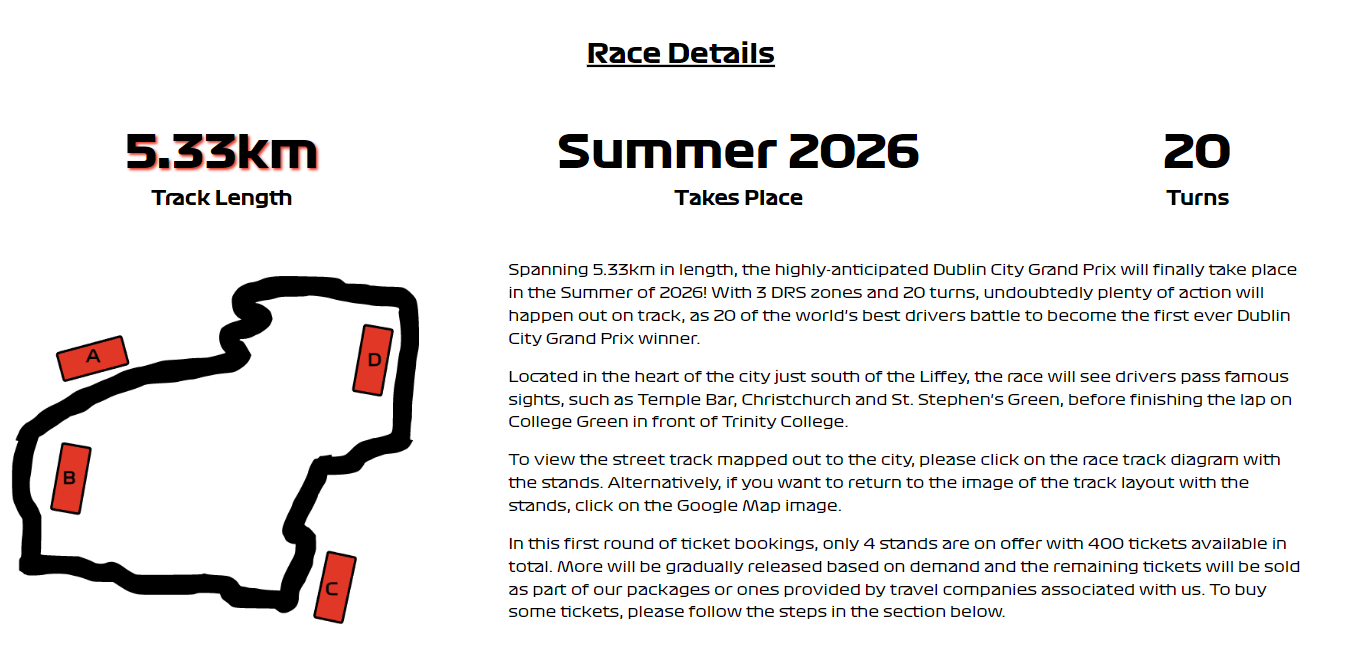 Race Details
5.33km
Track Length
Summer 2026
Takes Place
20
Turns
A
B
C
D
Spanning 5.33km in length, the highly-anticipated Dublin City Grand Prix will finally take place
in the Summer of 2026! With 3 DRS zones and 20 turns, undoubtedly plenty of action will
happen out on track, as 20 of the world's best drivers battle to become the first ever Dublin
City Grand Prix winner.
Located in the heart of the city just south of the Liffey, the race will see drivers pass famous
sights, such as Temple Bar, Christchurch and St. Stephen's Green, before finishing the lap on
College Green in front of Trinity College.
To view the street track mapped out to the city, please click on the race track diagram with
the stands. Alternatively, if you want to return to the image of the track layout with the
stands, click on the Google Map image.
In this first round of ticket bookings, only 4 stands are on offer with 400 tickets available in
total. More will be gradually released based on demand and the remaining tickets will be sold
as part of our packages or ones provided by travel companies associated with us. To buy
some tickets, please follow the steps in the section below.